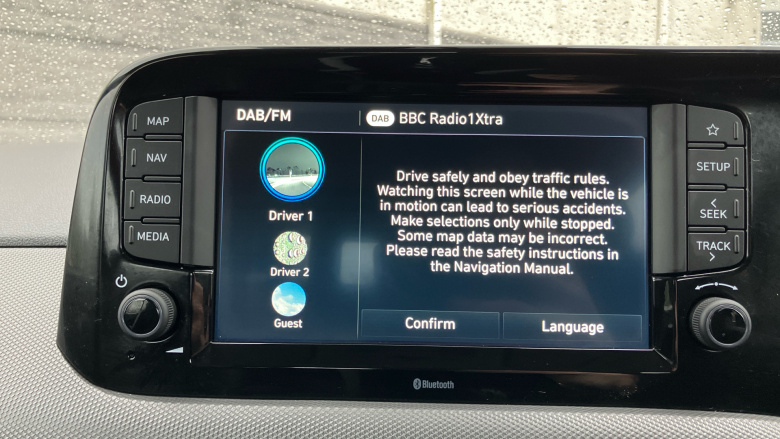 DAB/FM
DAB BBC Radio1Xtra
MAP
NAV
RADIO
MEDIA
Driver 1
Driver 2
Guest
Drive safely and obey traffic rules.
Watching this screen while the vehicle is
in motion can lead to serious accidents.
Make selections only while stopped.
Some map data may be incorrect.
Please read the safety instructions in
the Navigation Manual.
Confirm
Language
SETUP
< SEEK
TRACK >
Bluetooth